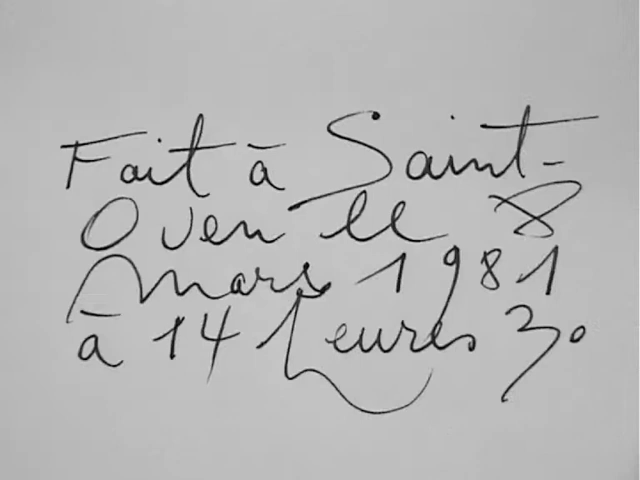 Fait à Saint-
Ouen le 8
mars 1981
à 14 heures 30